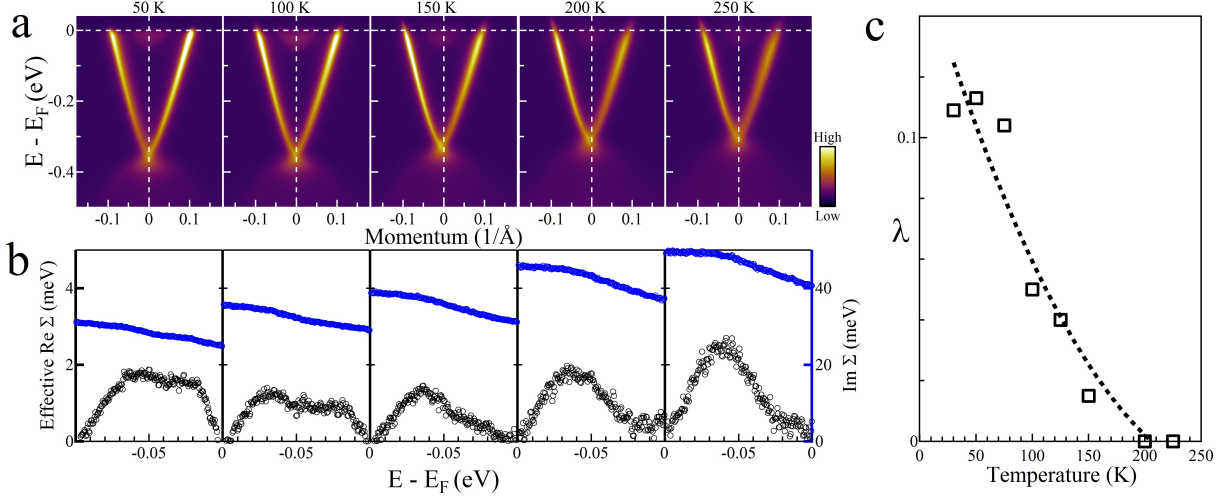 a
50 K 100 K 150 K 200 K 250 K
E - E_F (eV)
0
-0.2
-0.4
High
Low
-0.1 0 0.1 -0.1 0 0.1 -0.1 0 0.1 -0.1 0 0.1 -0.1 0 0.1
Momentum (1/Å)
b
Effective Re Σ (meV)
4
2
0
40
20
0
Im Σ (meV)
-0.05 0 -0.05 0 -0.05 0 -0.05 0 -0.05 0
E - E_F (eV)
c
λ
0.1
0
0 50 100 150 200 250
Temperature (K)